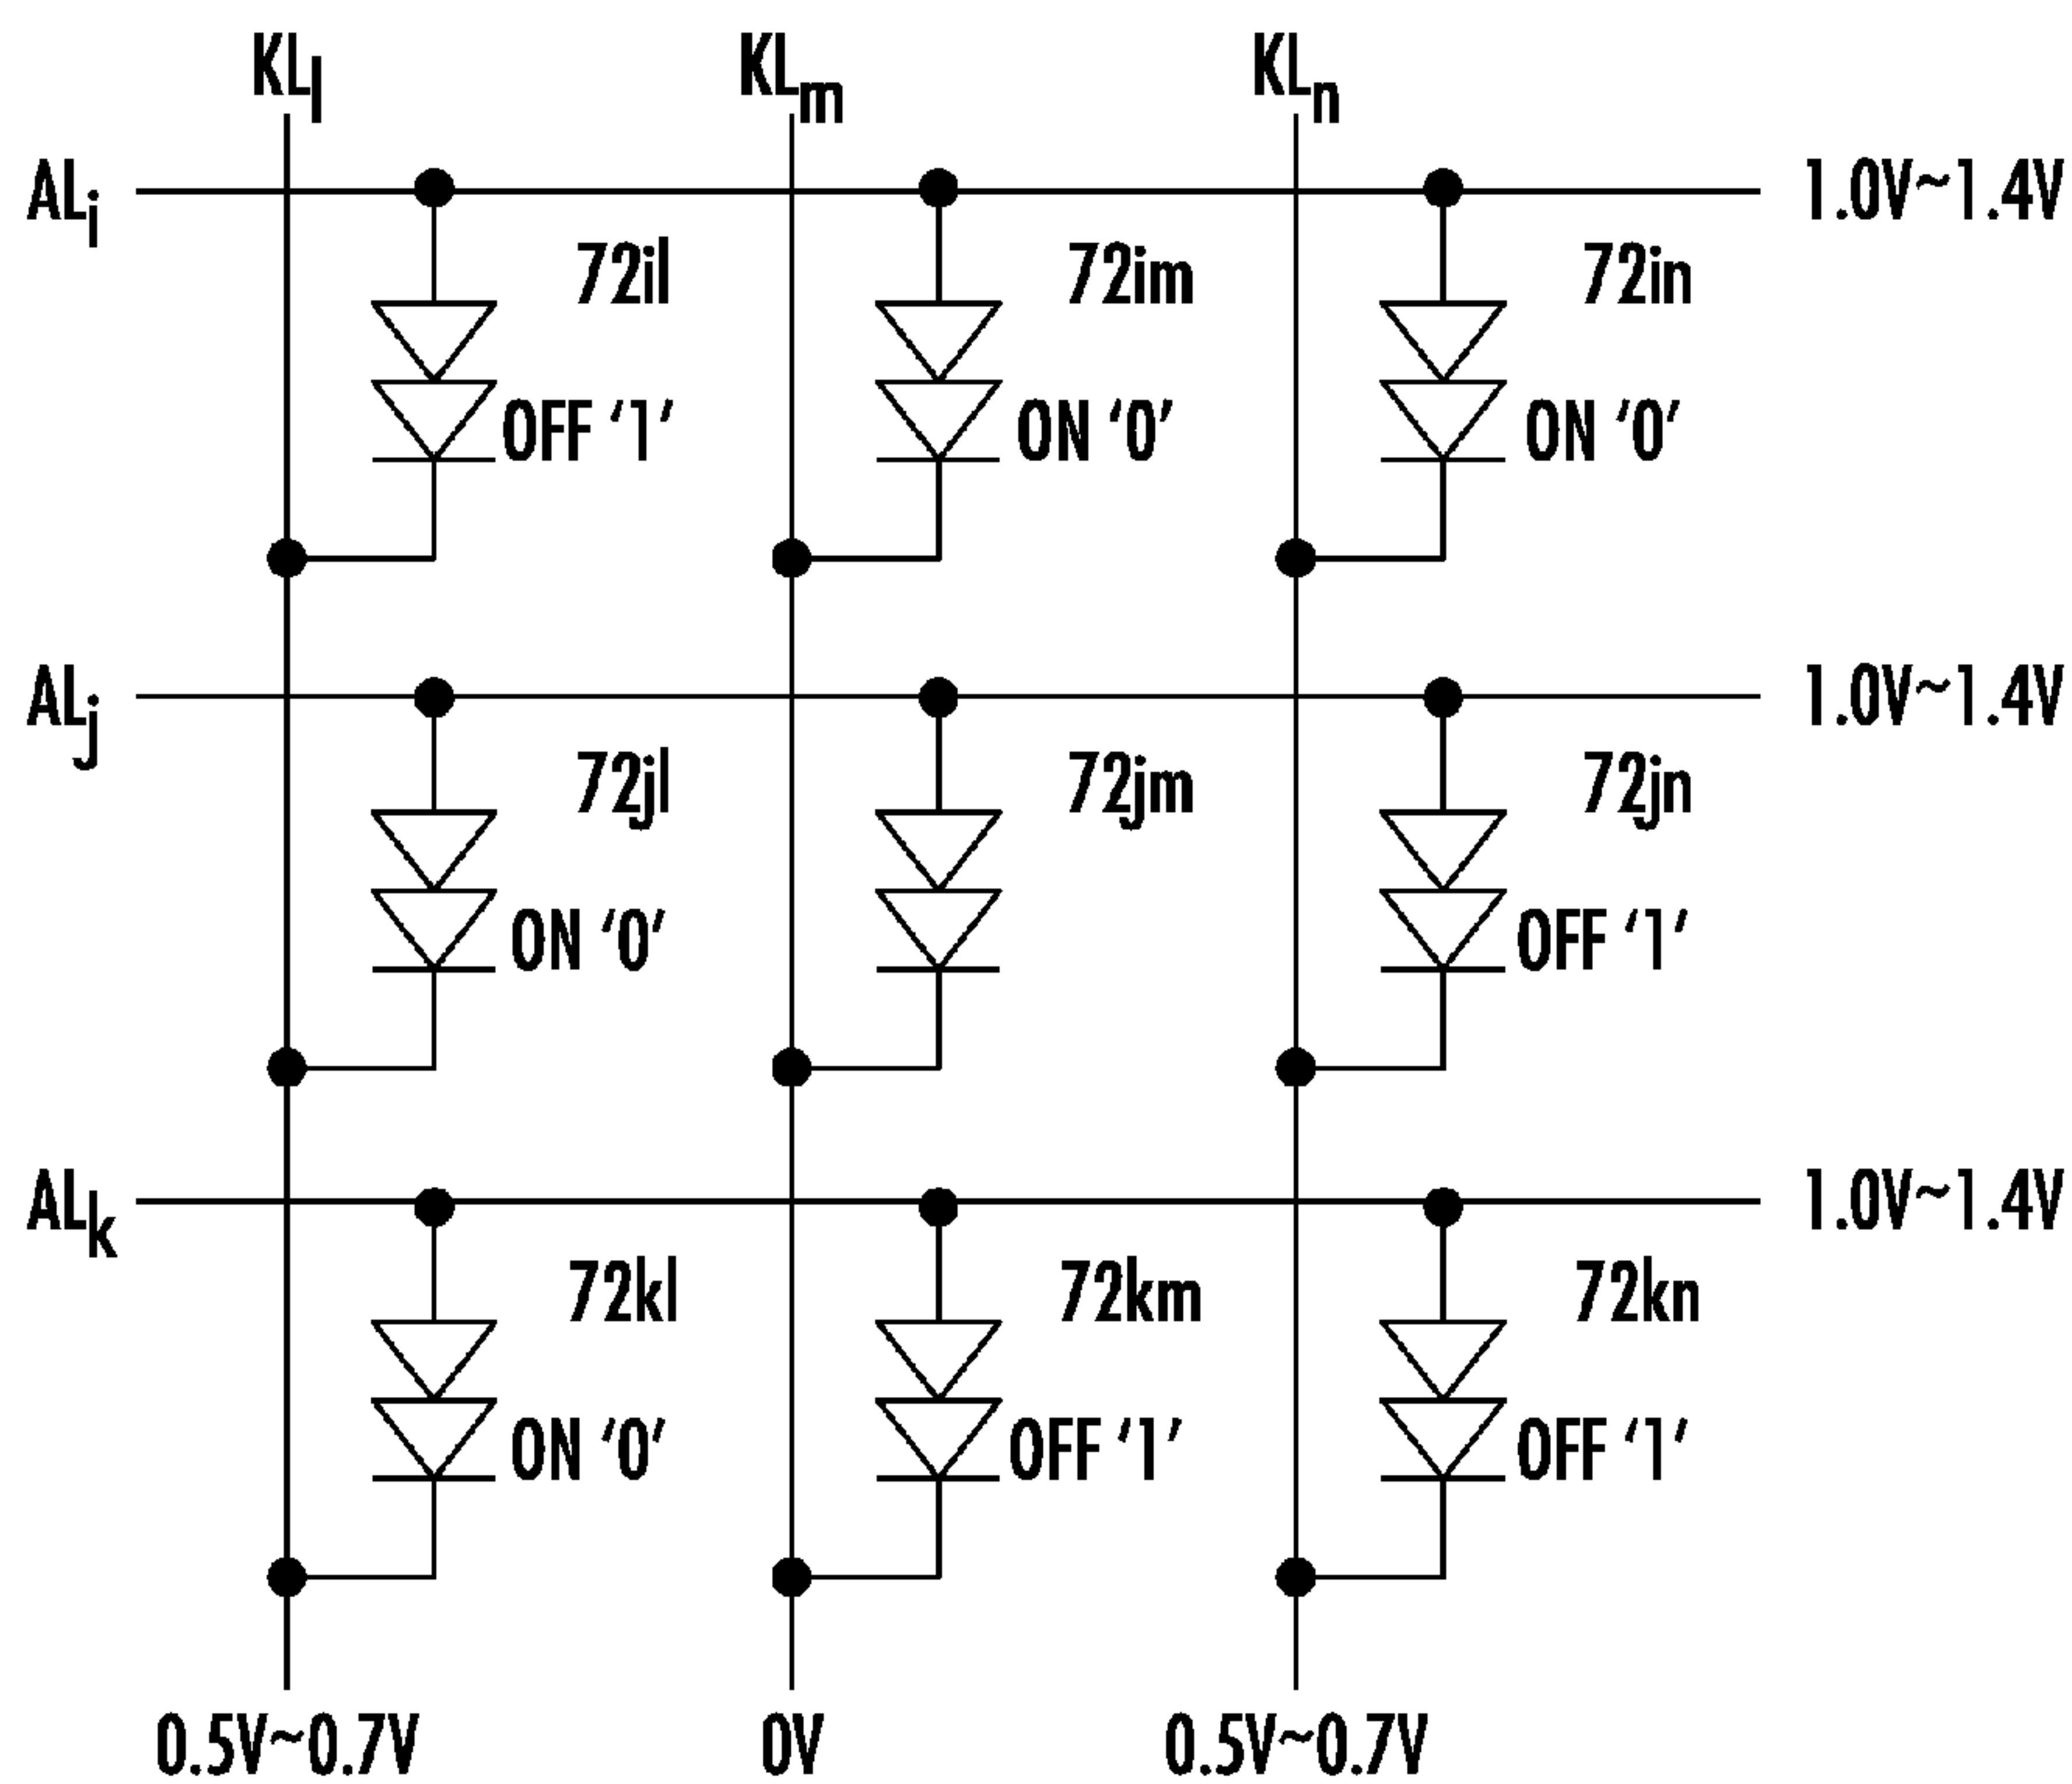 KLl KLm KLn
ALi 1.0V~1.4V
72il 72im 72in
OFF ‘1’ ON ‘0’ ON ‘0’
ALj 1.0V~1.4V
72jl 72jm 72jn
ON ‘0’ OFF ‘1’
ALk 1.0V~1.4V
72kl 72km 72kn
ON ‘0’ OFF ‘1’ OFF ‘1’
0.5V~0.7V 0V 0.5V~0.7V